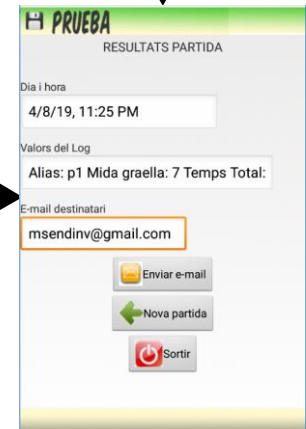 PRUEBA
RESULTATS PARTIDA
Dia i hora
4/8/19, 11:25 PM
Valors del Log
Alias: p1 Mida graella: 7 Temps Total:
E-mail destinatari
msendinv@gmail.com
Enviar e-mail
Nova partida
Sortir